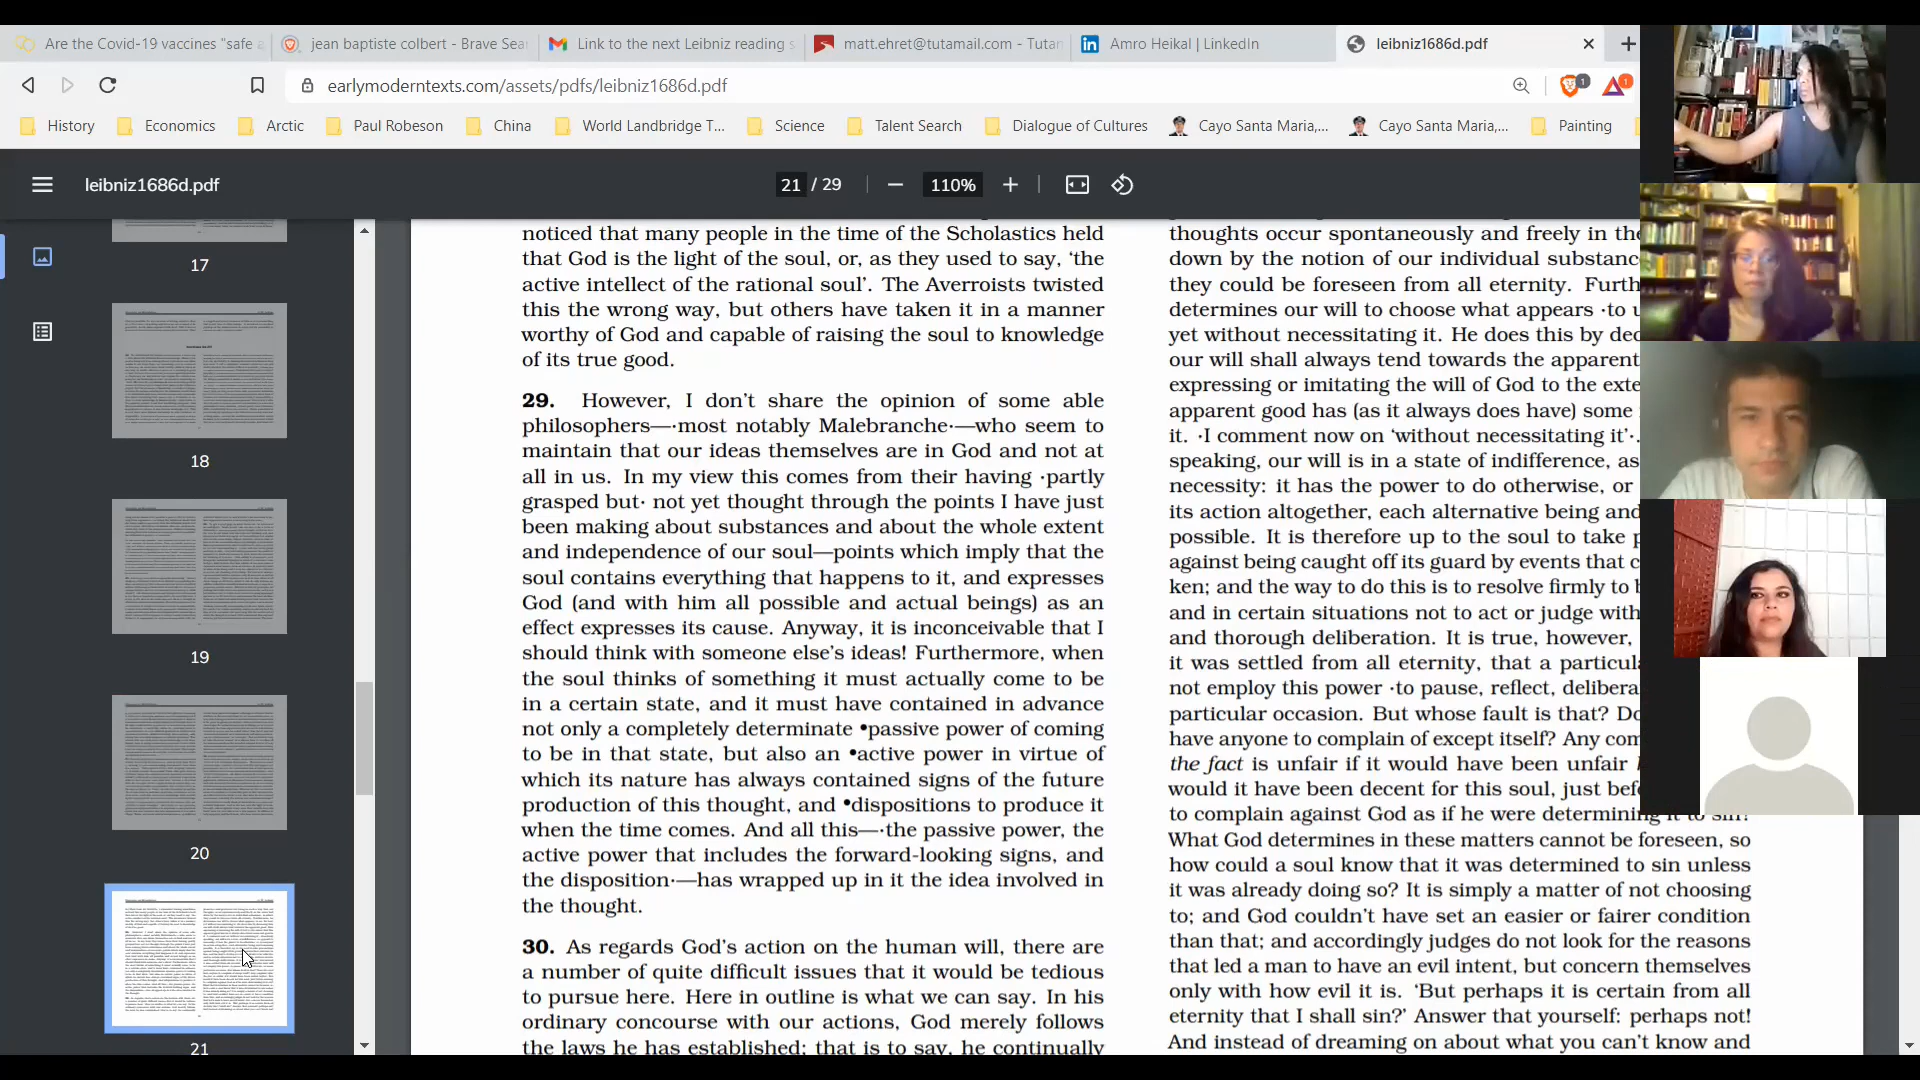 Are the Covid-19 vaccines "safe a
jean baptiste colbert - Brave Sear
Link to the next Leibniz reading s
matt.ehret@tutamail.com - Tutan
Amro Heikal | LinkedIn
leibniz1686d.pdf
earlymoderntexts.com/assets/pdfs/leibniz1686d.pdf
1
1
History
Economics
Arctic
Paul Robeson
China
World Landbridge T...
Science
Talent Search
Dialogue of Cultures
Cayo Santa Maria,...
Cayo Santa Maria,...
Painting
leibniz1686d.pdf
21 / 29
110%
17
18
19
20
21
noticed that many people in the time of the Scholastics held
that God is the light of the soul, or, as they used to say, ‘the
active intellect of the rational soul’. The Averroists twisted
this the wrong way, but others have taken it in a manner
worthy of God and capable of raising the soul to knowledge
of its true good.
29. However, I don’t share the opinion of some able
philosophers—·most notably Malebranche·—who seem to
maintain that our ideas themselves are in God and not at
all in us. In my view this comes from their having ·partly
grasped but· not yet thought through the points I have just
been making about substances and about the whole extent
and independence of our soul—points which imply that the
soul contains everything that happens to it, and expresses
God (and with him all possible and actual beings) as an
effect expresses its cause. Anyway, it is inconceivable that I
should think with someone else’s ideas! Furthermore, when
the soul thinks of something it must actually come to be
in a certain state, and it must have contained in advance
not only a completely determinate •passive power of coming
to be in that state, but also an •active power in virtue of
which its nature has always contained signs of the future
production of this thought, and •dispositions to produce it
when the time comes. And all this—·the passive power, the
active power that includes the forward-looking signs, and
the disposition·—has wrapped up in it the idea involved in
the thought.
30. As regards God’s action on the human will, there are
a number of quite difficult issues that it would be tedious
to pursue here. Here in outline is what we can say. In his
ordinary concourse with our actions, God merely follows
the laws he has established; that is to say, he continually
thoughts occur spontaneously and freely in the
down by the notion of our individual substanc
they could be foreseen from all eternity. Furth
determines our will to choose what appears ·to u
yet without necessitating it. He does this by dec
our will shall always tend towards the apparent
expressing or imitating the will of God to the exte
apparent good has (as it always does have) some
it. ·I comment now on ‘without necessitating it’·.
speaking, our will is in a state of indifference, as
necessity: it has the power to do otherwise, or
its action altogether, each alternative being and
possible. It is therefore up to the soul to take p
against being caught off its guard by events that c
ken; and the way to do this is to resolve firmly to b
and in certain situations not to act or judge with
and thorough deliberation. It is true, however,
it was settled from all eternity, that a particula
not employ this power ·to pause, reflect, delibera
particular occasion. But whose fault is that? Do
have anyone to complain of except itself? Any com
the fact is unfair if it would have been unfair
would it have been decent for this soul, just bef
to complain against God as if he were determining it to sin?
What God determines in these matters cannot be foreseen, so
how could a soul know that it was determined to sin unless
it was already doing so? It is simply a matter of not choosing
to; and God couldn’t have set an easier or fairer condition
than that; and accordingly judges do not look for the reasons
that led a man to have an evil intent, but concern themselves
only with how evil it is. ‘But perhaps it is certain from all
eternity that I shall sin?’ Answer that yourself: perhaps not!
And instead of dreaming on about what you can’t know and